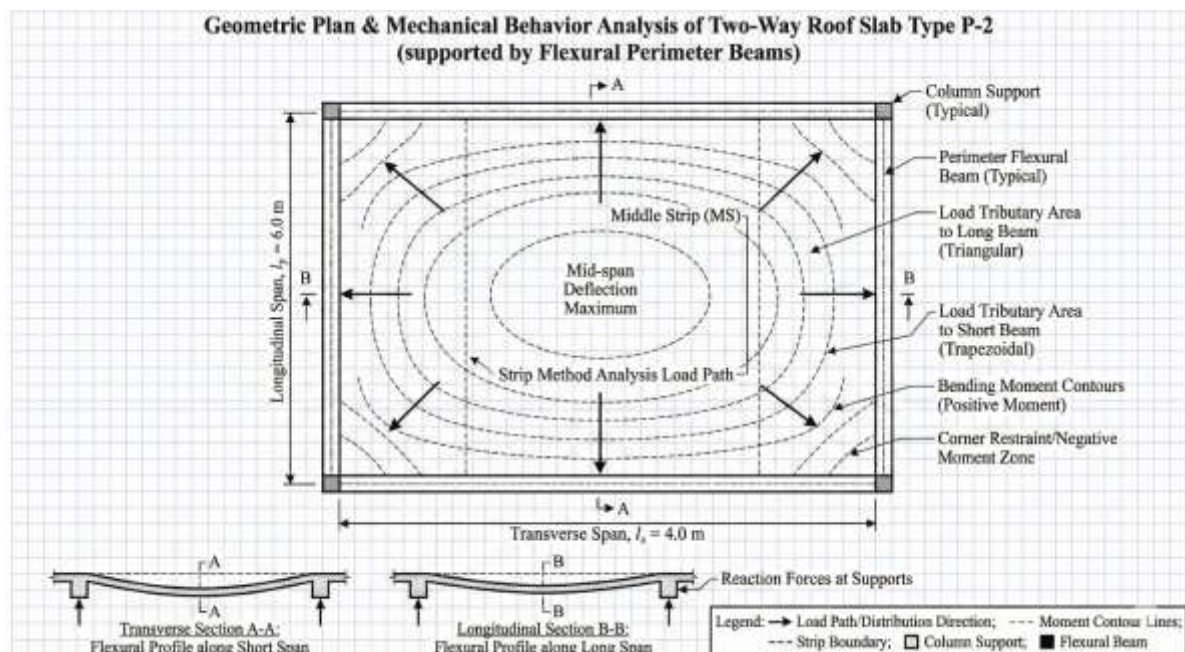 Geometric Plan & Mechanical Behavior Analysis of Two-Way Roof Slab Type P-2
(supported by Flexural Perimeter Beams)
A
Column Support
(Typical)
Perimeter Flexural
Beam (Typical)
Middle Strip (MS)
Load Tributary Area
to Long Beam
(Triangular)
Longitudinal Span, = 6.0 m
B
Mid-span
Deflection
Maximum
B
Load Tributary Area
to Short Beam
(Trapezoidal)
Strip Method Analysis Load Path
Bending Moment Contours
(Positive Moment)
Corner Restraint/Negative
Moment Zone
A
Transverse Span, lₛ = 4.0 m
A
B
Reaction Forces at Supports
A
B
Transverse Section A-A:
Flexural Profile along Short Span
Longitudinal Section B-B:
Flexural Profile along Long Span
Legend: Load Path/Distribution Direction; Moment Contour Lines;
Strip Boundary; Column Support; Flexural Beam